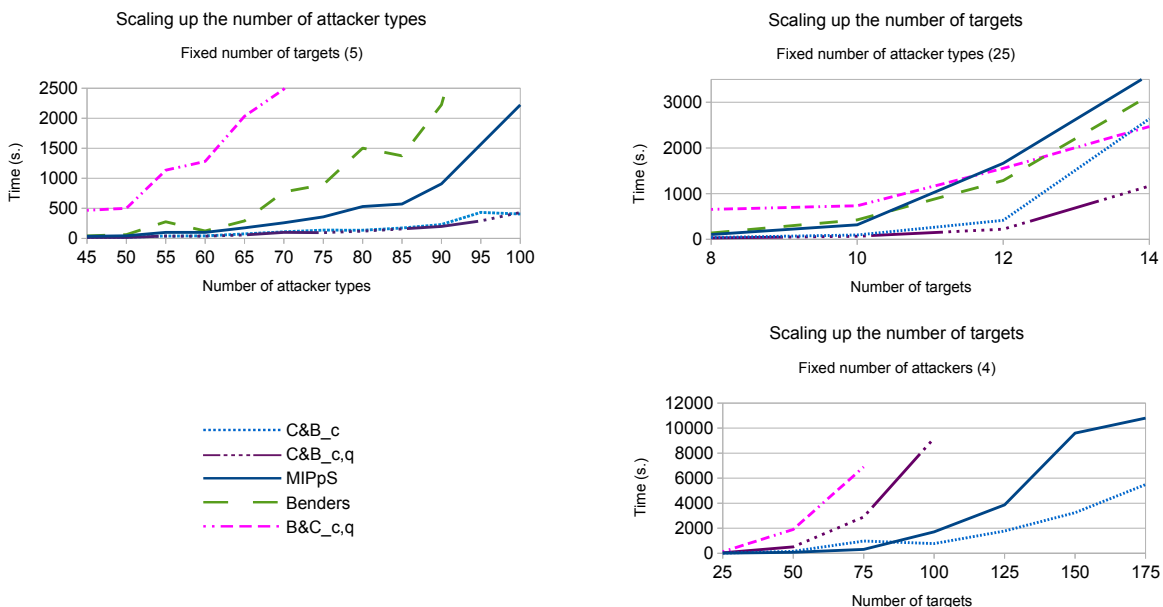 Scaling up the number of attacker types
Fixed number of targets (5)
2500
2000
1500
1000
500
0
Time (s.)
45 50 55 60 65 70 75 80 85 90 95 100
Number of attacker types
Scaling up the number of targets
Fixed number of attacker types (25)
3000
2000
1000
0
Time (s.)
8 10 12 14
Number of targets
Scaling up the number of targets
Fixed number of attackers (4)
12000
10000
8000
6000
4000
2000
0
Time (s.)
25 50 75 100 125 150 175
Number of targets
C&B_c
C&B_c,q
MIPpS
Benders
B&C_c,q